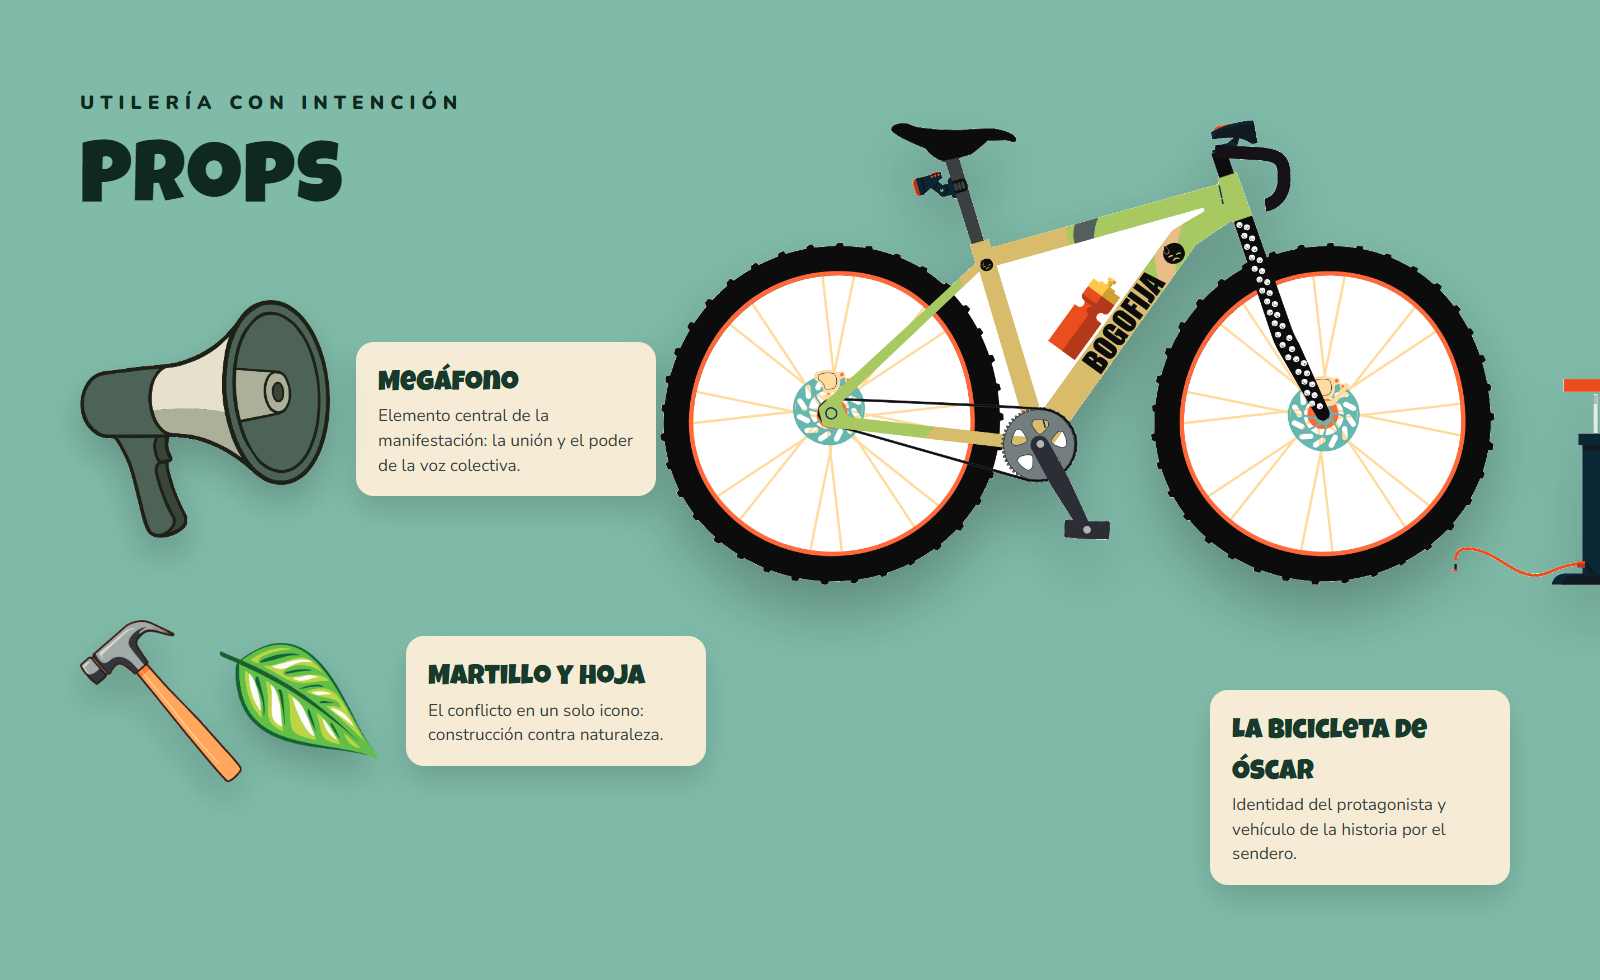 UTILERÍA CON INTENCIÓN
PROPS
MEGÁFONO
Elemento central de la
manifestación: la unión y el poder
de la voz colectiva.
BOGOFIJA
MARTILLO Y HOJA
El conflicto en un solo icono:
construcción contra naturaleza.
LA BICICLETA DE
ÓSCAR
Identidad del protagonista y
vehículo de la historia por el
sendero.